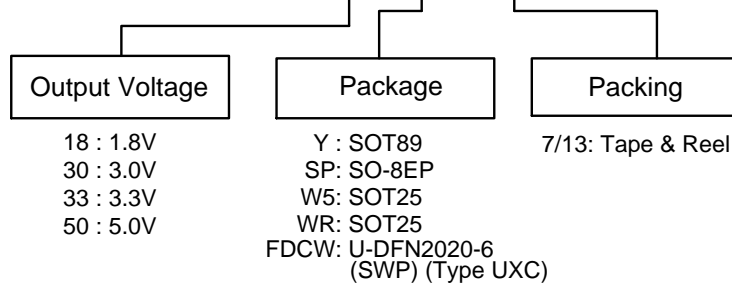 Output Voltage
Package
Packing
18 : 1.8V
30 : 3.0V
33 : 3.3V
50 : 5.0V
Y : SOT89
SP: SO-8EP
W5: SOT25
WR: SOT25
FDCW: U-DFN2020-6
(SWP) (Type UXC)
7/13: Tape & Reel